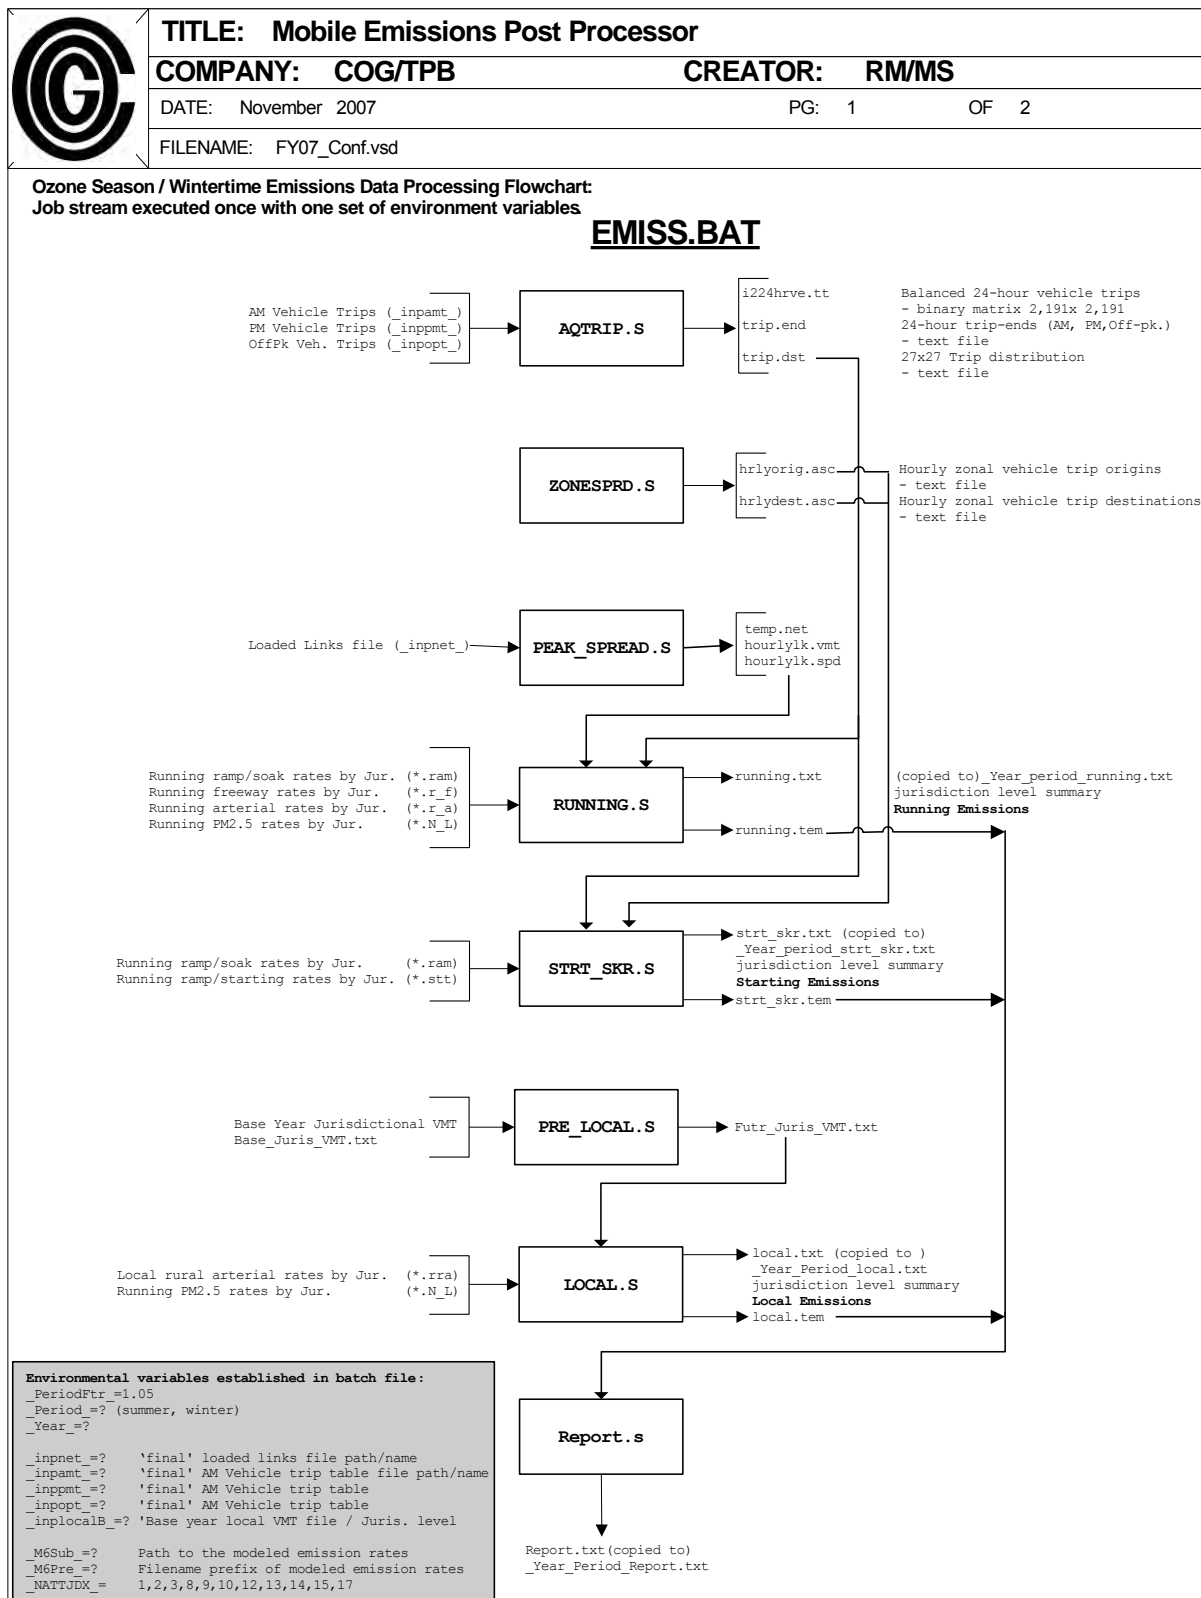 TITLE: Mobile Emissions Post Processor
COMPANY: COG/TPB CREATOR: RM/MS
DATE: November 2007 PG: 1 OF 2
FILENAME: FY07_Conf.vsd
Ozone Season / Wintertime Emissions Data Processing Flowchart:
Job stream executed once with one set of environment variables.
EMISS.BAT
AM Vehicle Trips (_inpamt_)
PM Vehicle Trips (_inppmt_)
OffPk Veh. Trips (_inpopt_)
AQTRIP.S
i224hrve.tt
trip.end
trip.dst
Balanced 24-hour vehicle trips
- binary matrix 2,191x 2,191
24-hour trip-ends (AM, PM,Off-pk.)
- text file
27x27 Trip distribution
- text file
ZONESPRD.S
hrlyorig.asc
hrlydest.asc
Hourly zonal vehicle trip origins
- text file
Hourly zonal vehicle trip destinations
- text file
Loaded Links file (_inpnet_)
PEAK_SPREAD.S
temp.net
hourlylk.vmt
hourlylk.spd
Running ramp/soak rates by Jur. (*.ram)
Running freeway rates by Jur. (*.r_f)
Running arterial rates by Jur. (*.r_a)
Running PM2.5 rates by Jur. (*.N_L)
RUNNING.S
running.txt
running.tem
(copied to)_Year_period_running.txt
jurisdiction level summary
Running Emissions
Running ramp/soak rates by Jur. (*.ram)
Running ramp/starting rates by Jur. (*.stt)
STRT_SKR.S
strt_skr.txt (copied to)
_Year_period_strt_skr.txt
jurisdiction level summary
Starting Emissions
strt_skr.tem
Base Year Jurisdictional VMT
Base_Juris_VMT.txt
PRE_LOCAL.S
Futr_Juris_VMT.txt
Local rural arterial rates by Jur. (*.rra)
Running PM2.5 rates by Jur. (*.N_L)
LOCAL.S
local.txt (copied to )
_Year_Period_local.txt
jurisdiction level summary
Local Emissions
local.tem
Environmental variables established in batch file:
_PeriodFtr_=1.05
_Period_=? (summer, winter)
_Year_=?
_inpnet_=? 'final' loaded links file path/name
_inpamt_=? 'final' AM Vehicle trip table file path/name
_inppmt_=? 'final' AM Vehicle trip table
_inpopt_=? 'final' AM Vehicle trip table
_inplocalB_=? 'Base year local VMT file / Juris. level
_M6Sub_=? Path to the modeled emission rates
_M6Pre_=? Filename prefix of modeled emission rates
_NATTJDX_= 1,2,3,8,9,10,12,13,14,15,17
Report.s
Report.txt(copied to)
_Year_Period_Report.txt